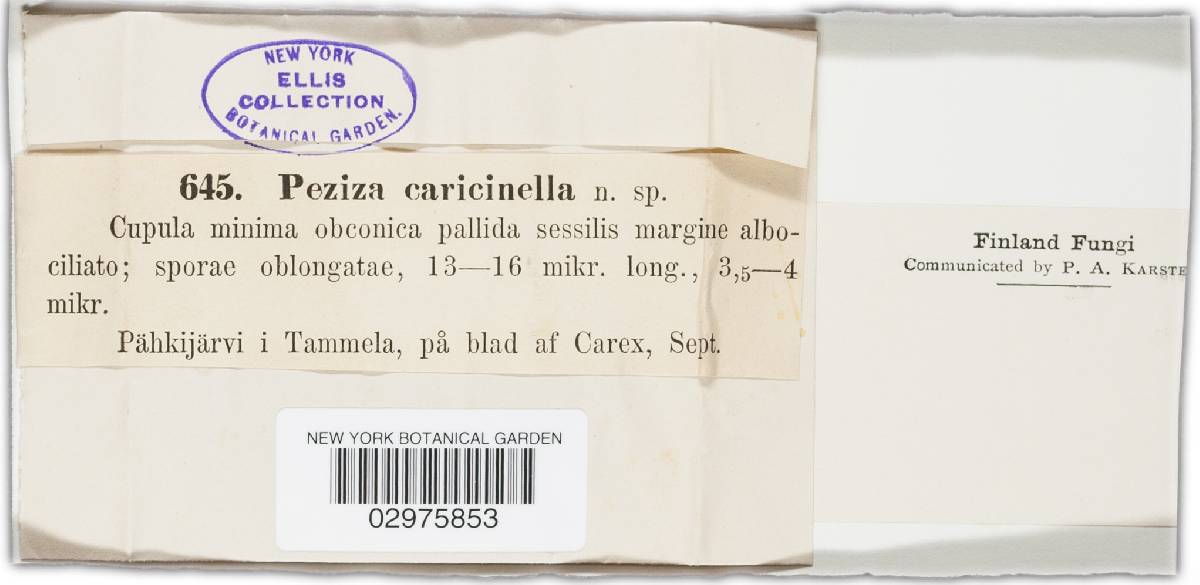 NEW YORK
ELLIS
COLLECTION
BOTANICAL GARDEN.
645. Peziza caricinella n. sp.
Cupula minima obconica pallida sessilis margine albo-
ciliato; sporae oblongatae, 13—16 mikr. long., 3,5—4
mikr.
Pähkijärvi i Tammela, på blad af Carex, Sept.
NEW YORK BOTANICAL GARDEN
02975853
Finland Fungi
Communicated by P. A. KARSTE